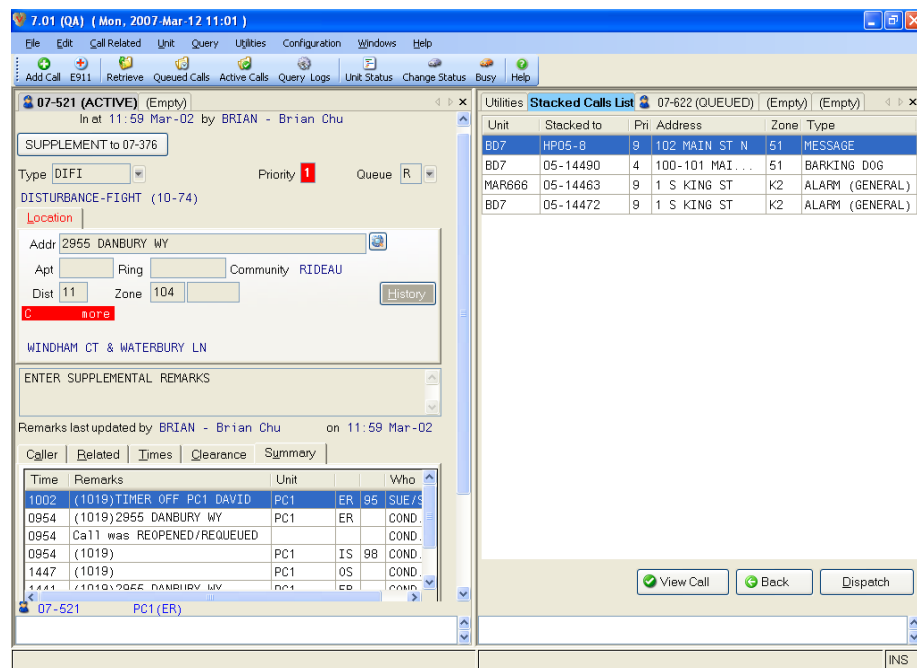 7.01 (QA) ( Mon, 2007-Mar-12 11:01 )
File Edit Call Related Unit Query Utilities Configuration Windows Help
Add Call E911 Retrieve Queued Calls Active Calls Query Logs Unit Status Change Status Busy Help
07-521 (ACTIVE) (Empty)
In at 11:59 Mar-02 by BRIAN - Brian Chu
SUPPLEMENT to 07-376
Type DIFI Priority 1 Queue R
DISTURBANCE-FIGHT (10-74)
Location
Addr 2955 DANBURY WY
Apt Ring Community RIDEAU
Dist 11 Zone 104 History
C more
WINDHAM CT & WATERBURY LN
ENTER SUPPLEMENTAL REMARKS
Remarks last updated by BRIAN - Brian Chu on 11:59 Mar-02
Caller Related Times Clearance Summary
Time Remarks Unit Who
1002 (1019)TIMER OFF PC1 DAVID PC1 ER 95 SUE/S
0954 (1019)2955 DANBURY WY PC1 ER COND.
0954 Call was REOPENED/REQUEUED COND.
0954 (1019) PC1 IS 98 COND.
1447 (1019) PC1 OS COND.
1441 (1019)2955 DANBURY WY PC1 ER COND.
07-521 PC1(ER)
Utilities Stacked Calls List 07-622 (QUEUED) (Empty) (Empty)
Unit Stacked to Pri Address Zone Type
BD7 HP05-8 9 102 MAIN ST N 51 MESSAGE
BD7 05-14490 4 100-101 MAI... 51 BARKING DOG
MAR666 05-14463 9 1 S KING ST K2 ALARM (GENERAL)
BD7 05-14472 9 1 S KING ST K2 ALARM (GENERAL)
View Call Back Dispatch
INS